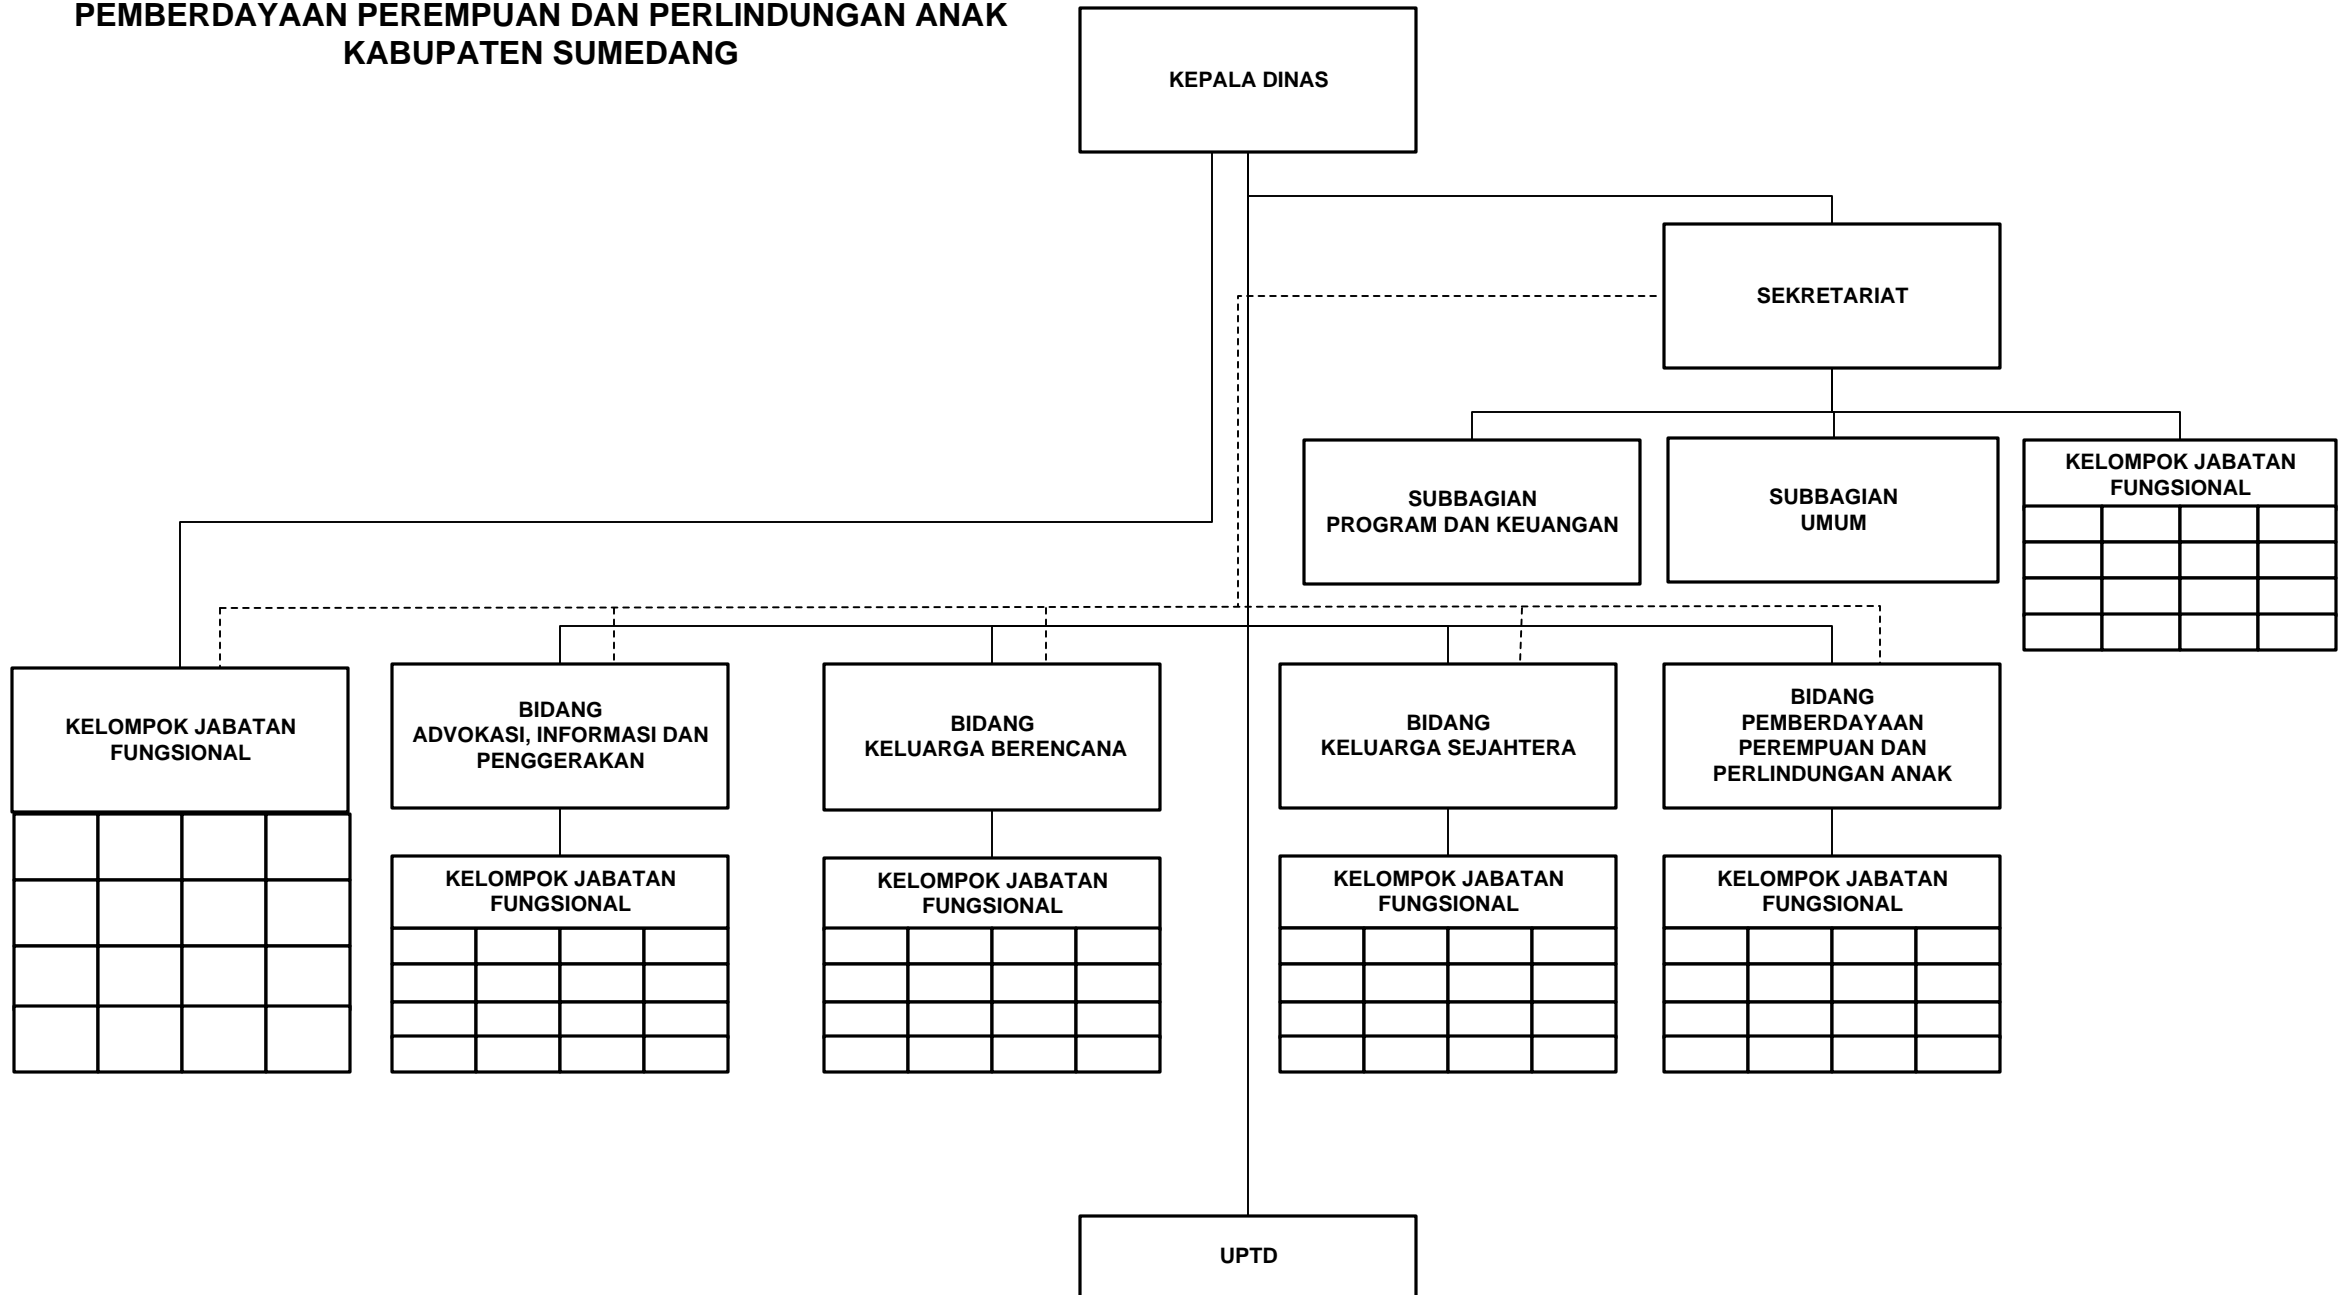 PEMBERDAYAAN PEREMPUAN DAN PERLINDUNGAN ANAK
KABUPATEN SUMEDANG
KEPALA DINAS
SEKRETARIAT
SUBBAGIAN
PROGRAM DAN KEUANGAN
SUBBAGIAN
UMUM
KELOMPOK JABATAN
FUNGSIONAL
KELOMPOK JABATAN
FUNGSIONAL
BIDANG
ADVOKASI, INFORMASI DAN
PENGGERAKAN
BIDANG
KELUARGA BERENCANA
BIDANG
KELUARGA SEJAHTERA
BIDANG
PEMBERDAYAAN
PEREMPUAN DAN
PERLINDUNGAN ANAK
KELOMPOK JABATAN
FUNGSIONAL
KELOMPOK JABATAN
FUNGSIONAL
KELOMPOK JABATAN
FUNGSIONAL
KELOMPOK JABATAN
FUNGSIONAL
UPTD